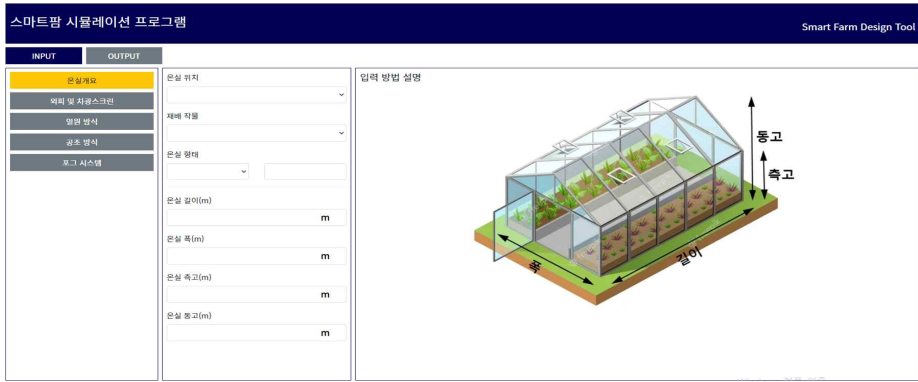 스마트팜 시뮬레이션 프로그램
Smart Farm Design Tool
INPUT
OUTPUT
온실개요
외피 및 차광스크린
열원 방식
공조 방식
포그 시스템
온실 위치
재배 작물
온실 형태
온실 길이(m)
m
온실 폭(m)
m
온실 측고(m)
m
온실 동고(m)
m
입력 방법 설명
동고
측고
폭
길이